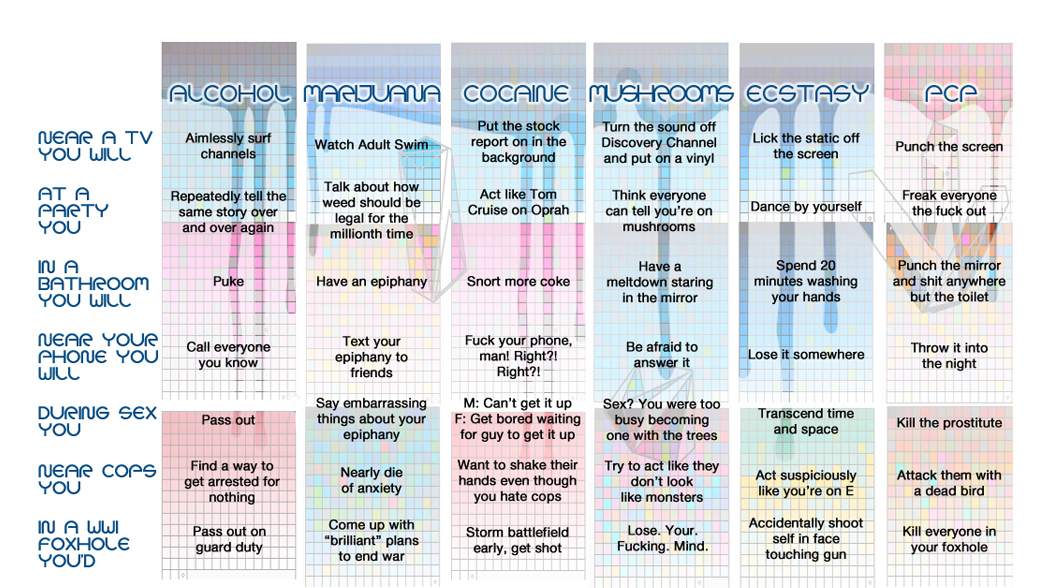 ALCOHOL MARIJUANA COCAINE MUSHROOMS ECSTASY PCP
NEAR A TV
YOU WILL
Aimlessly surf
channels
Watch Adult Swim
Put the stock
report on in the
background
Turn the sound off
Discovery Channel
and put on a vinyl
Lick the static off
the screen
Punch the screen
AT A
PARTY
YOU
Repeatedly tell the
same story over
and over again
Talk about how
weed should be
legal for the
millionth time
Act like Tom
Cruise on Oprah
Think everyone
can tell you're on
mushrooms
Dance by yourself
Freak everyone
the fuck out
IN A
BATHROOM
YOU WILL
Puke
Have an epiphany
Snort more coke
Have a
meltdown staring
in the mirror
Spend 20
minutes washing
your hands
Punch the mirror
and shit anywhere
but the toilet
NEAR YOUR
PHONE YOU
WILL
Call everyone
you know
Text your
epiphany to
friends
Fuck your phone,
man! Right?!
Right?!
Be afraid to
answer it
Lose it somewhere
Throw it into
the night
DURING SEX
YOU
Pass out
Say embarrassing
things about your
epiphany
M: Can't get it up
F: Get bored waiting
for guy to get it up
Sex? You were too
busy becoming
one with the trees
Transcend time
and space
Kill the prostitute
NEAR COPS
YOU
Find a way to
get arrested for
nothing
Nearly die
of anxiety
Want to shake their
hands even though
you hate cops
Try to act like they
don't look
like monsters
Act suspiciously
like you're on E
Attack them with
a dead bird
IN A WWI
FOXHOLE
YOU'D
Pass out on
guard duty
Come up with
"brilliant" plans
to end war
Storm battlefield
early, get shot
Lose. Your.
Fucking. Mind.
Accidentally shoot
self in face
touching gun
Kill everyone in
your foxhole